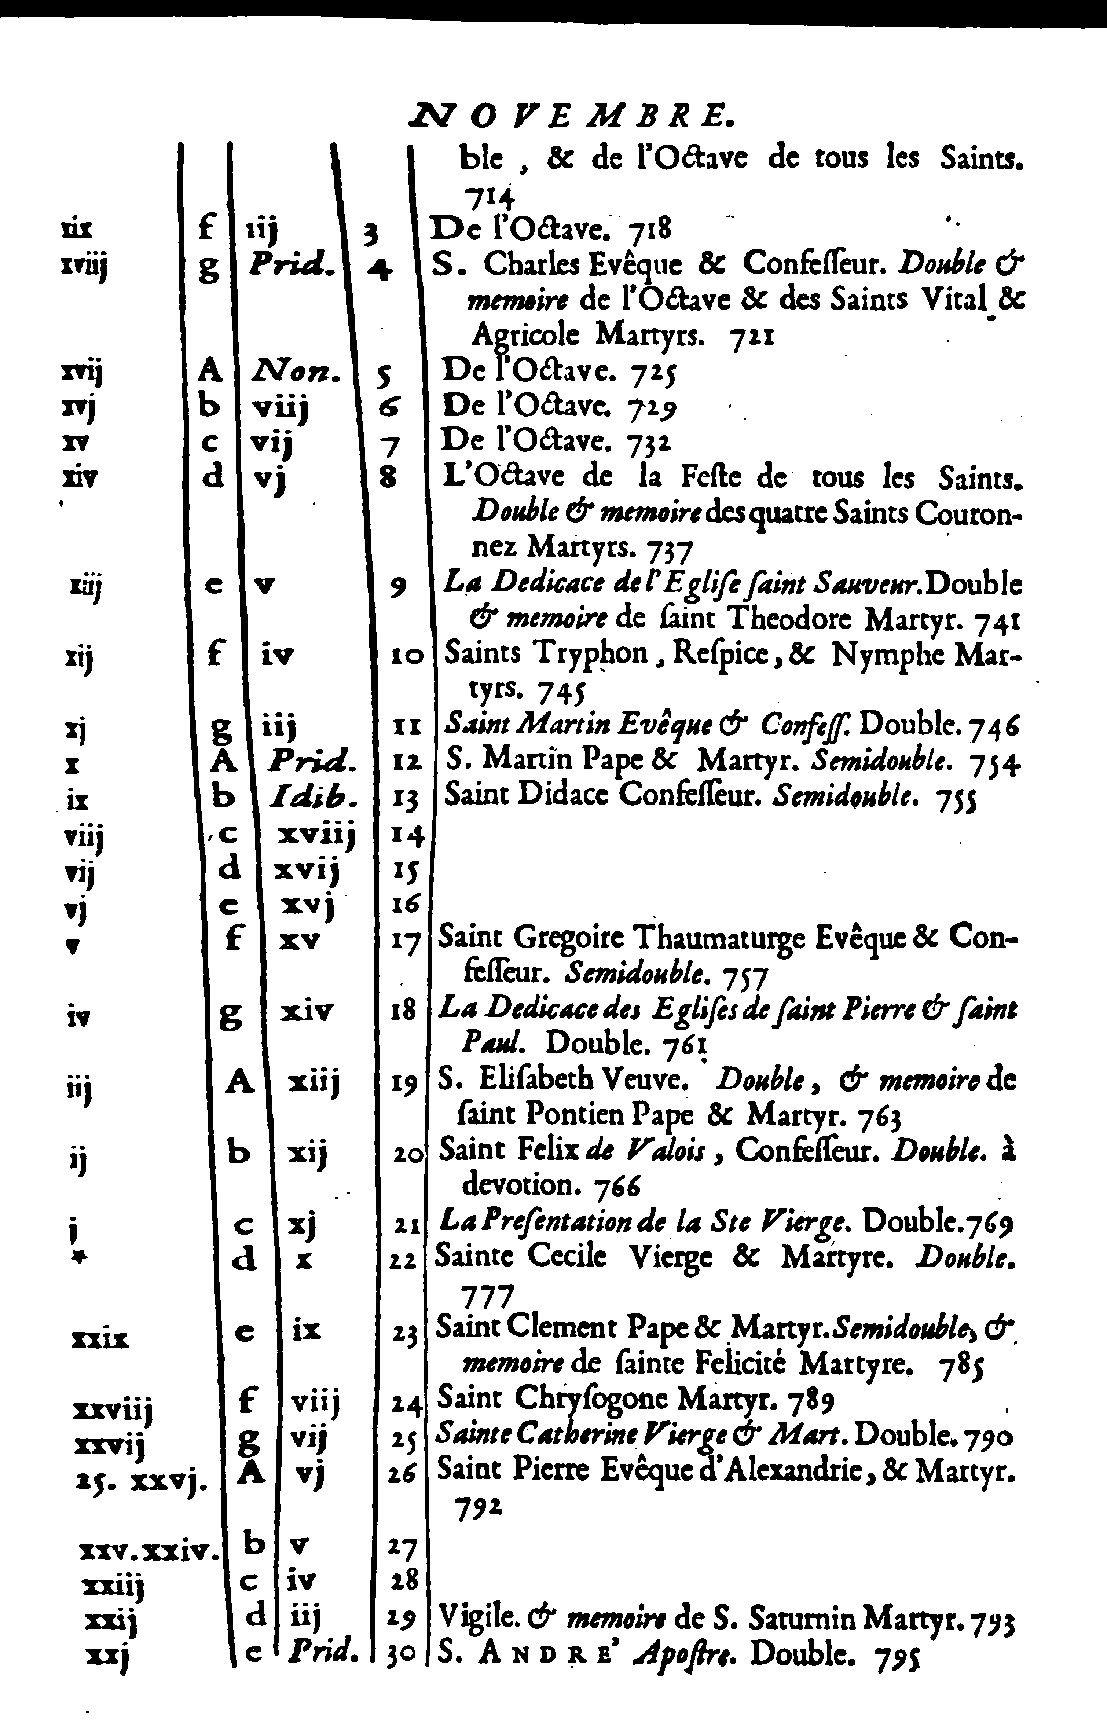 NOVEMBRE.
ble, & de l'Octave de tous les Saints.
714
xix f iij 3 De l'Octave. 718
xviij g Prid. 4 S. Charles Evêque & Confeſſeur. Double &
memoire de l'Octave & des Saints Vital &
Agricole Martyrs. 721
xvij A Non. 5 De l'Octave. 725
xvj b viij 6 De l'Octave. 729
xv c vij 7 De l'Octave. 732
xiv d vj 8 L'Octave de la Feſte de tous les Saints.
Double & memoire des quatre Saints Couron-
nez Martyrs. 737
xiij e v 9 La Dedicace de l'Egliſe ſaint Sauveur. Double
& memoire de ſaint Theodore Martyr. 741
xij f iv 10 Saints Tryphon, Reſpice, & Nymphe Mar-
tyrs. 745
xj g iij 11 Saint Martin Evêque & Confeſſ. Double. 746
x A Prid. 12 S. Martin Pape & Martyr. Semidouble. 754
ix b Idib. 13 Saint Didace Confeſſeur. Semidouble. 755
viij c xviij 14
vij d xvij 15
vj e xvj 16
v f xv 17 Saint Gregoire Thaumaturge Evêque & Con-
feſſeur. Semidouble. 757
iv g xiv 18 La Dedicace des Egliſes de ſaint Pierre & ſaint
Paul. Double. 761
iij A xiij 19 S. Eliſabeth Veuve. Double, & memoire de
ſaint Pontien Pape & Martyr. 763
ij b xij 20 Saint Felix de Valois, Confeſſeur. Double. à
devotion. 766
j c xj 21 La Preſentation de la Ste Vierge. Double. 769
* d x 22 Sainte Cecile Vierge & Martyre. Double.
777
xxix e ix 23 Saint Clement Pape & Martyr. Semidouble, &
memoire de ſainte Felicité Martyre. 785
xxviij f viij 24 Saint Chryſogone Martyr. 789
xxvij g vij 25 Sainte Catherine Vierge & Mart. Double. 790
25. xxvj. A vj 26 Saint Pierre Evêque d'Alexandrie, & Martyr.
792
xxv. xxiv. b v 27
xxiij c iv 28
xxij d iij 29 Vigile. & memoire de S. Saturnin Martyr. 793
xxj e Prid. 30 S. ANDRE' Apoſtre. Double. 795